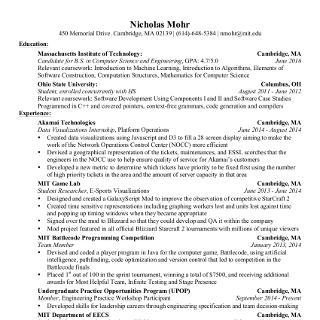 Nicholas Mohr
450 Memorial Drive. Cambridge, MA 02139 | (614)-648-5384 | nmohr@mit.edu
Education:
Massachusetts Institute of Technology: Cambridge, MA
Candidate for B.S. in Computer Science and Engineering, GPA: 4.7/5.0 June 2016
Relevant coursework: Introduction to Machine Learning, Introduction to Algorithms, Elements of
Software Construction, Computation Structures, Mathematics for Computer Science
Ohio State University: Columbus, OH
Student, enrolled concurrently with HS August 2011 - June 2012
Relevant coursework: Software Development Using Components I and II and Software Case Studies
Programmed in C++ and covered pointers, context-free grammars, code generation and compilers
Experience:
Akamai Technologies Cambridge, MA
Data Visualizations Internship, Platform Operations June 2014 - August 2014
• Created data visualizations using Javascript and D3 to fill a 28 screen display aiming to make the
work of the Network Operations Control Center (NOCC) more efficient
• Devised a geographical representation of the tickets, maintenances, and ESSL searches that the
engineers in the NOCC use to help ensure quality of service for Akamai's customers
• Developed a new metric to determine which tickets have priority to be fixed first using the number
of high priority tickets in the area and the amount of server capacity in that area
MIT Game Lab Cambridge, MA
Student Researcher, E-Sports Visualizations June 2013 - June 2014
• Designed and created a GalaxyScript Mod to improve the observation of competitive StarCraft 2
• Created time sensitive representations including graphing workers lost and units lost against time
and popping up timing windows when they became appropriate
• Signed over the mod to Blizzard so that they could develop and QA it within the company
• Mod project featured in all official Blizzard Starcraft 2 tournaments with millions of unique viewers
MIT Battlecode Programming Competition Cambridge, MA
Team Member January 2013, 2014
• Devised and coded a player program in Java for the computer game, Battlecode, using artificial
intelligence, pathfinding, code optimization and version control that led to competition in the
Battlecode finals
• Placed 1st out of 100 in the sprint tournament, winning a total of $7500, and receiving additional
awards for Most Helpful Team, Infinite Testing and Stage Presence
Undergraduate Practice Opportunities Program (UPOP) Cambridge, MA
Member, Engineering Practice Workshop Participant September 2014 - Present
• Developed skills for leadership careers through engineering specification and team decision-making
MIT Department of EECS Cambridge, MA